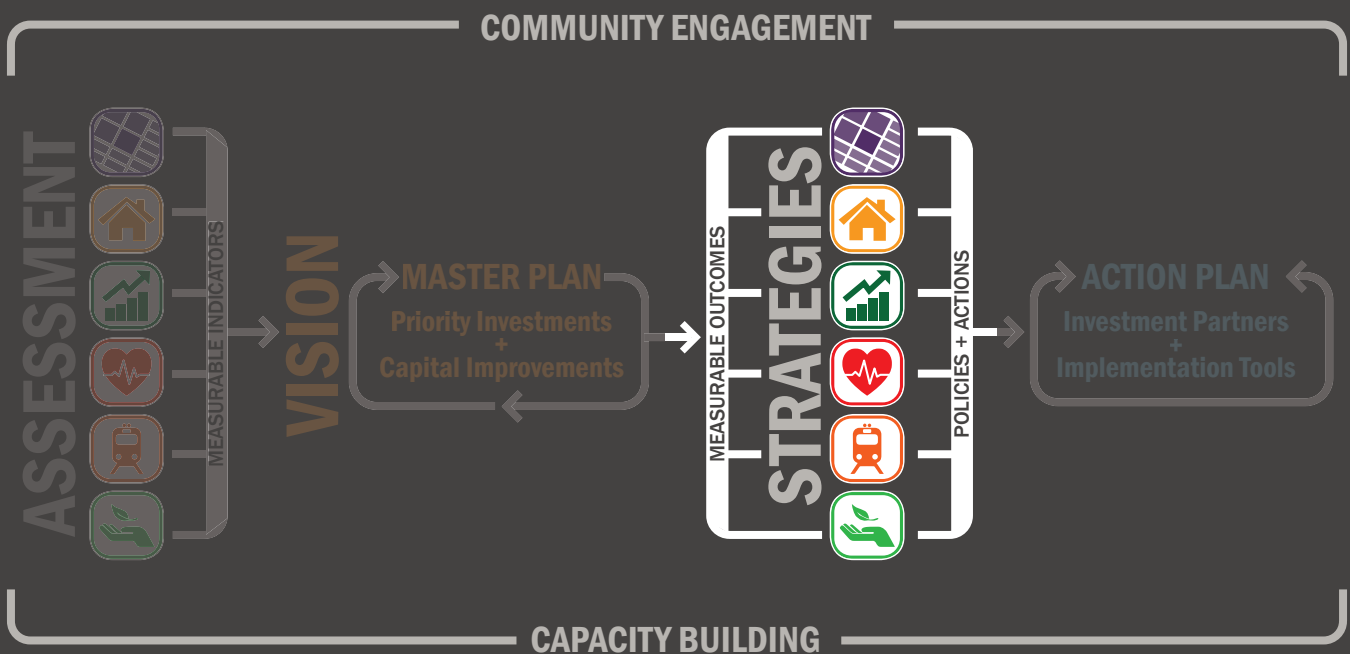 COMMUNITY ENGAGEMENT
ASSESSMENT
MEASURABLE INDICATORS
VISION
MASTER PLAN
Priority Investments
+
Capital Improvements
MEASURABLE OUTCOMES
STRATEGIES
POLICIES + ACTIONS
ACTION PLAN
Investment Partners
+
Implementation Tools
CAPACITY BUILDING